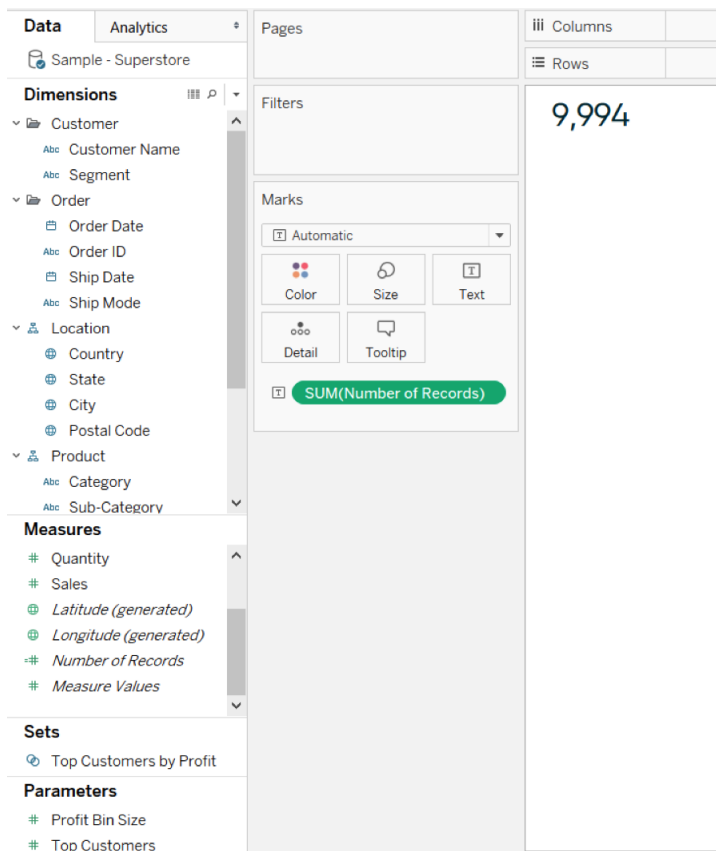 Data
Analytics
Sample - Superstore
Dimensions
Customer
Abc Customer Name
Abc Segment
Order
Order Date
Abc Order ID
Ship Date
Abc Ship Mode
Location
Country
State
City
Postal Code
Product
Abc Category
Abc Sub-Category
Measures
# Quantity
# Sales
Latitude (generated)
Longitude (generated)
=# Number of Records
# Measure Values
Sets
Top Customers by Profit
Parameters
# Profit Bin Size
# Top Customers
Pages
Filters
Marks
T Automatic
Color
Size
T Text
Detail
Tooltip
T SUM(Number of Records)
Columns
Rows
9,994